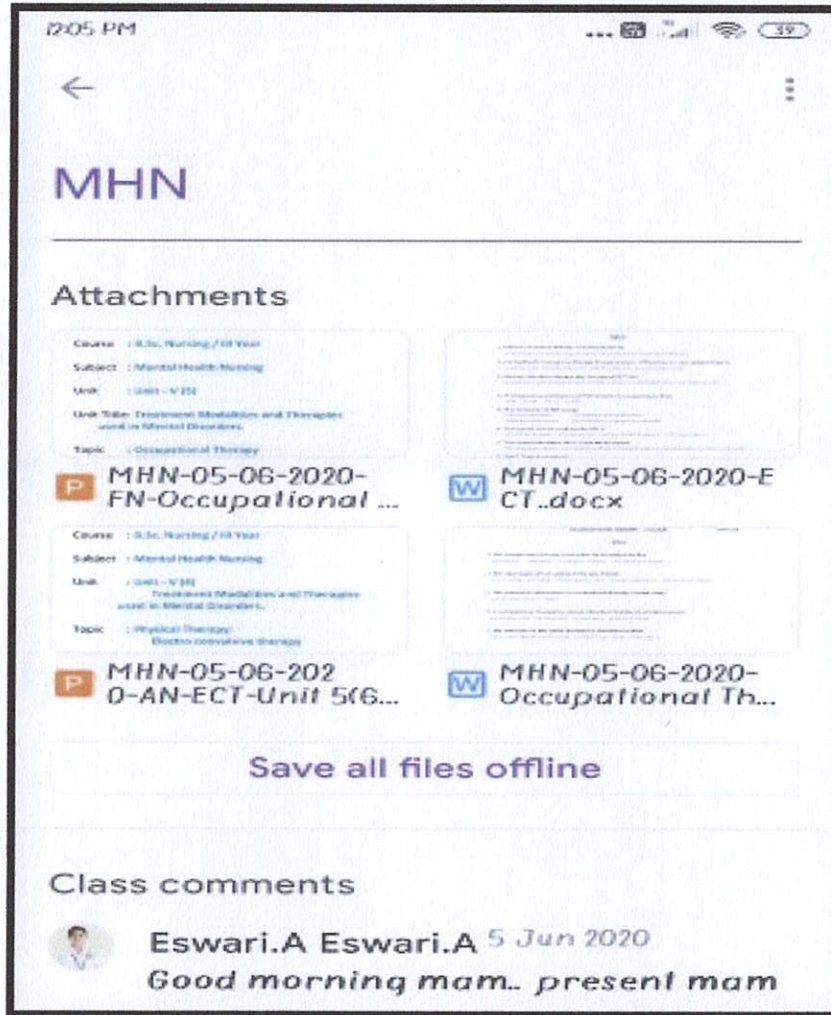 12:05 PM
39
MHN
Attachments
Course : B.Sc. Nursing / III Year
Subject : Mental Health Nursing
Unit : Unit - V (5)
Unit Title: Treatment Modalities and Therapies
used in Mental Disorders.
Topic : Occupational Therapy
P
MHN-05-06-2020-
FN-Occupational ...
W
MHN-05-06-2020-E
CT..docx
Course : B.Sc. Nursing / III Year
Subject : Mental Health Nursing
Unit : Unit - V (6)
Treatment Modalities and Therapies
used in Mental Disorders.
Topic : Physical Therapy:
Electro convulsive therapy
P
MHN-05-06-202
0-AN-ECT-Unit 5(6...
W
MHN-05-06-2020-
Occupational Th...
Save all files offline
Class comments
Eswari.A Eswari.A 5 Jun 2020
Good morning mam.. present mam